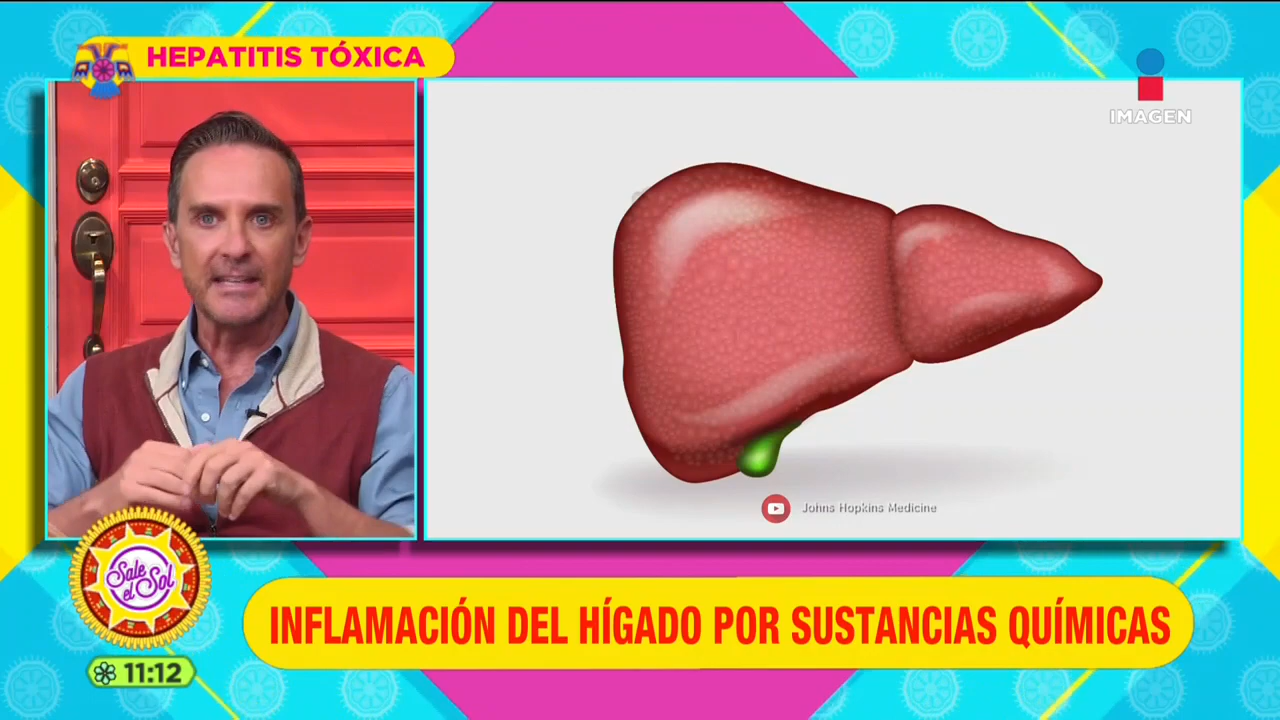 HEPATITIS TÓXICA
IMAGEN
Johns Hopkins Medicine
Sale
el
Sol
INFLAMACIÓN DEL HÍGADO POR SUSTANCIAS QUÍMICAS
11:12